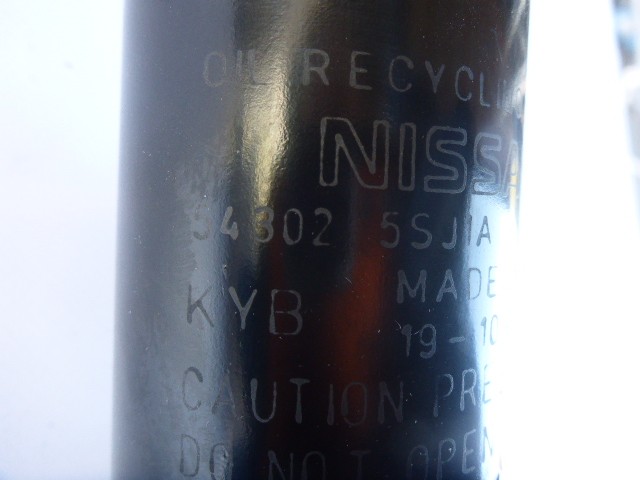 OIL RECYCLI
NISSA
54302 5SJ1A
KYB MADE
19-10
CAUTION PRE
DO NOT OPEN